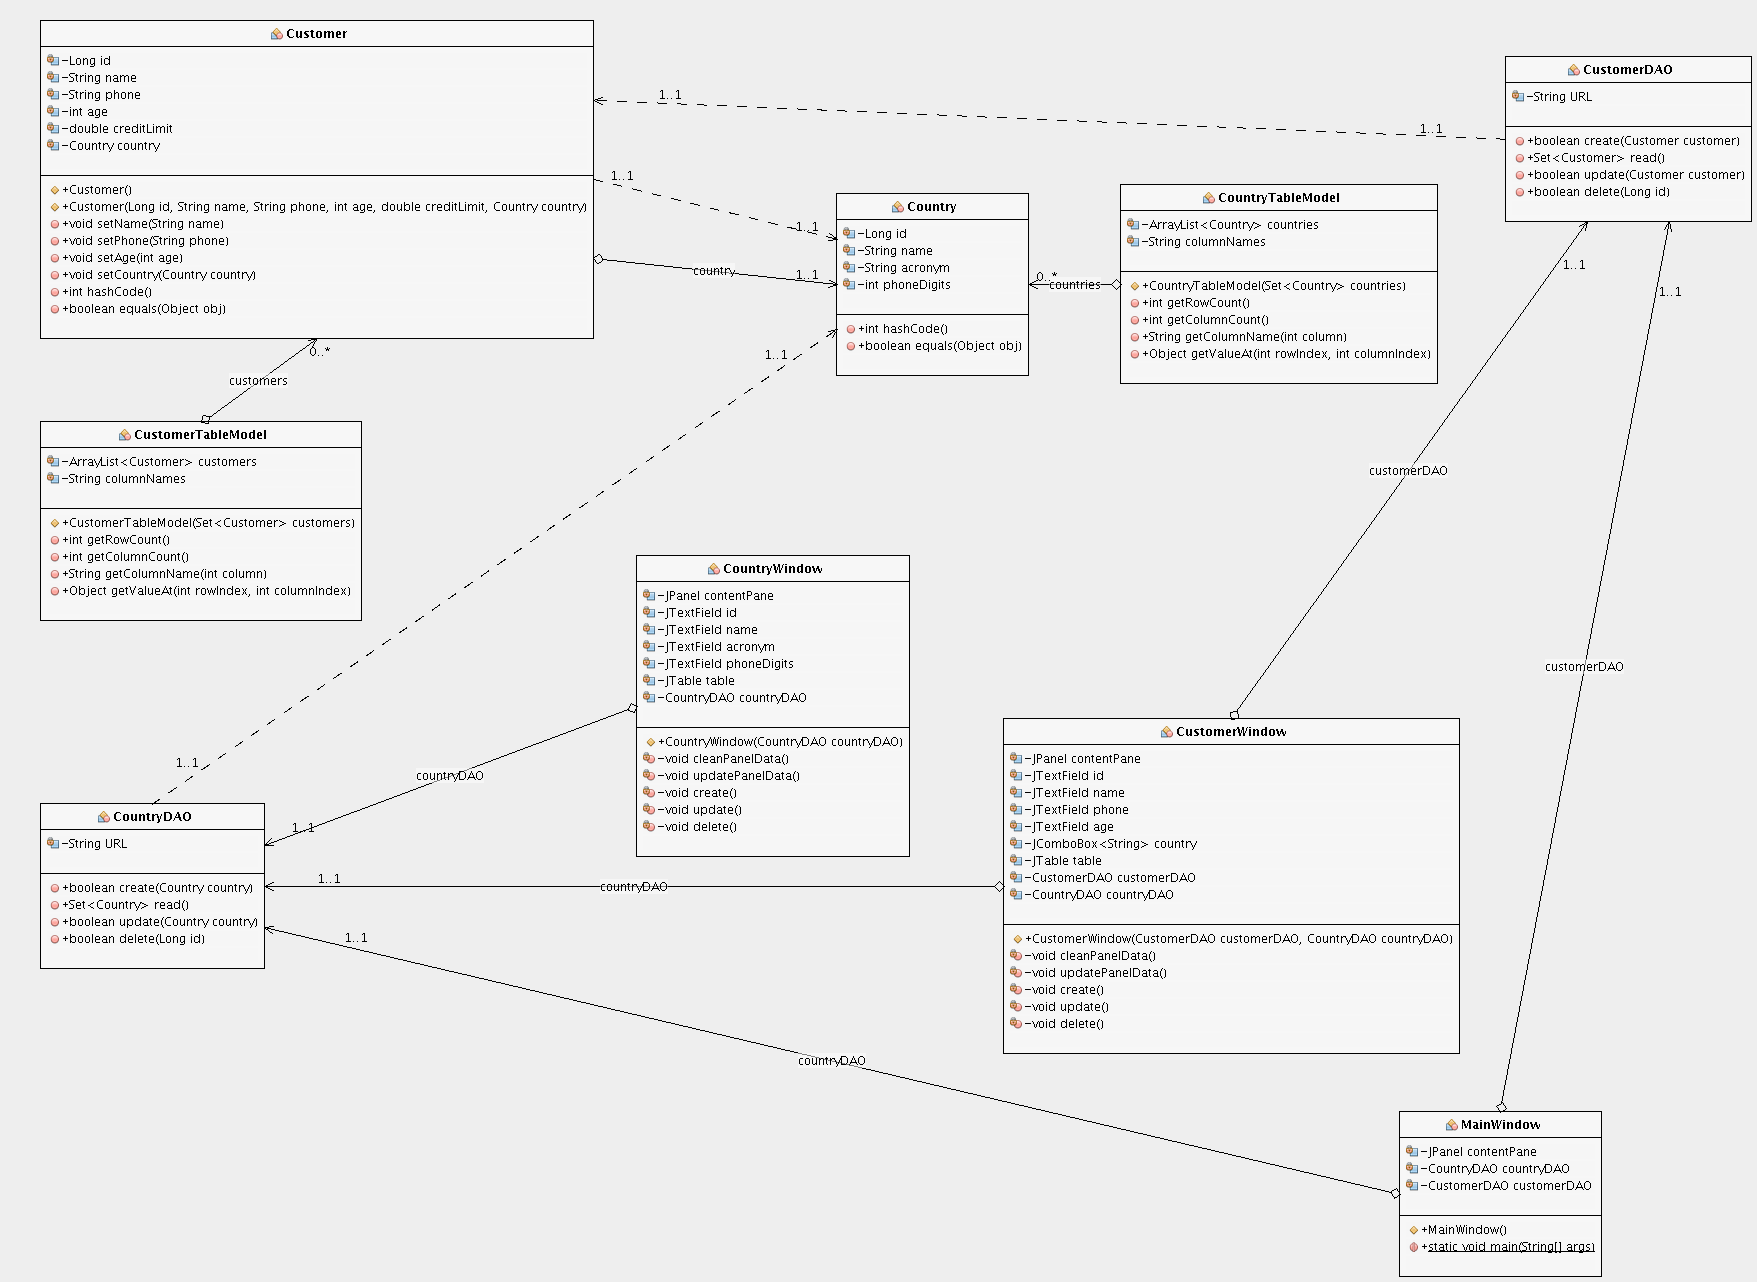 Customer
-Long id
-String name
-String phone
-int age
-double creditLimit
-Country country
+Customer()
+Customer(Long id, String name, String phone, int age, double creditLimit, Country country)
+void setName(String name)
+void setPhone(String phone)
+void setAge(int age)
+void setCountry(Country country)
+int hashCode()
+boolean equals(Object obj)
1..1
1..1
CustomerDAO
-String URL
+boolean create(Customer customer)
+Set<Customer> read()
+boolean update(Customer customer)
+boolean delete(Long id)
1..1
1..1
country
1..1
Country
-Long id
-String name
-String acronym
-int phoneDigits
+int hashCode()
+boolean equals(Object obj)
0..*
countries
CountryTableModel
-ArrayList<Country> countries
-String columnNames
+CountryTableModel(Set<Country> countries)
+int getRowCount()
+int getColumnCount()
+String getColumnName(int column)
+Object getValueAt(int rowIndex, int columnIndex)
1..1
1..1
0..*
customers
1..1
CustomerTableModel
-ArrayList<Customer> customers
-String columnNames
+CustomerTableModel(Set<Customer> customers)
+int getRowCount()
+int getColumnCount()
+String getColumnName(int column)
+Object getValueAt(int rowIndex, int columnIndex)
customerDAO
customerDAO
CountryWindow
-JPanel contentPane
-JTextField id
-JTextField name
-JTextField acronym
-JTextField phoneDigits
-JTable table
-CountryDAO countryDAO
+CountryWindow(CountryDAO countryDAO)
-void cleanPanelData()
-void updatePanelData()
-void create()
-void update()
-void delete()
1..1
countryDAO
1..1
CountryDAO
-String URL
+boolean create(Country country)
+Set<Country> read()
+boolean update(Country country)
+boolean delete(Long id)
1..1
countryDAO
1..1
countryDAO
CustomerWindow
-JPanel contentPane
-JTextField id
-JTextField name
-JTextField phone
-JTextField age
-JComboBox<String> country
-JTable table
-CustomerDAO customerDAO
-CountryDAO countryDAO
+CustomerWindow(CustomerDAO customerDAO, CountryDAO countryDAO)
-void cleanPanelData()
-void updatePanelData()
-void create()
-void update()
-void delete()
MainWindow
-JPanel contentPane
-CountryDAO countryDAO
-CustomerDAO customerDAO
+MainWindow()
+static void main(String[] args)